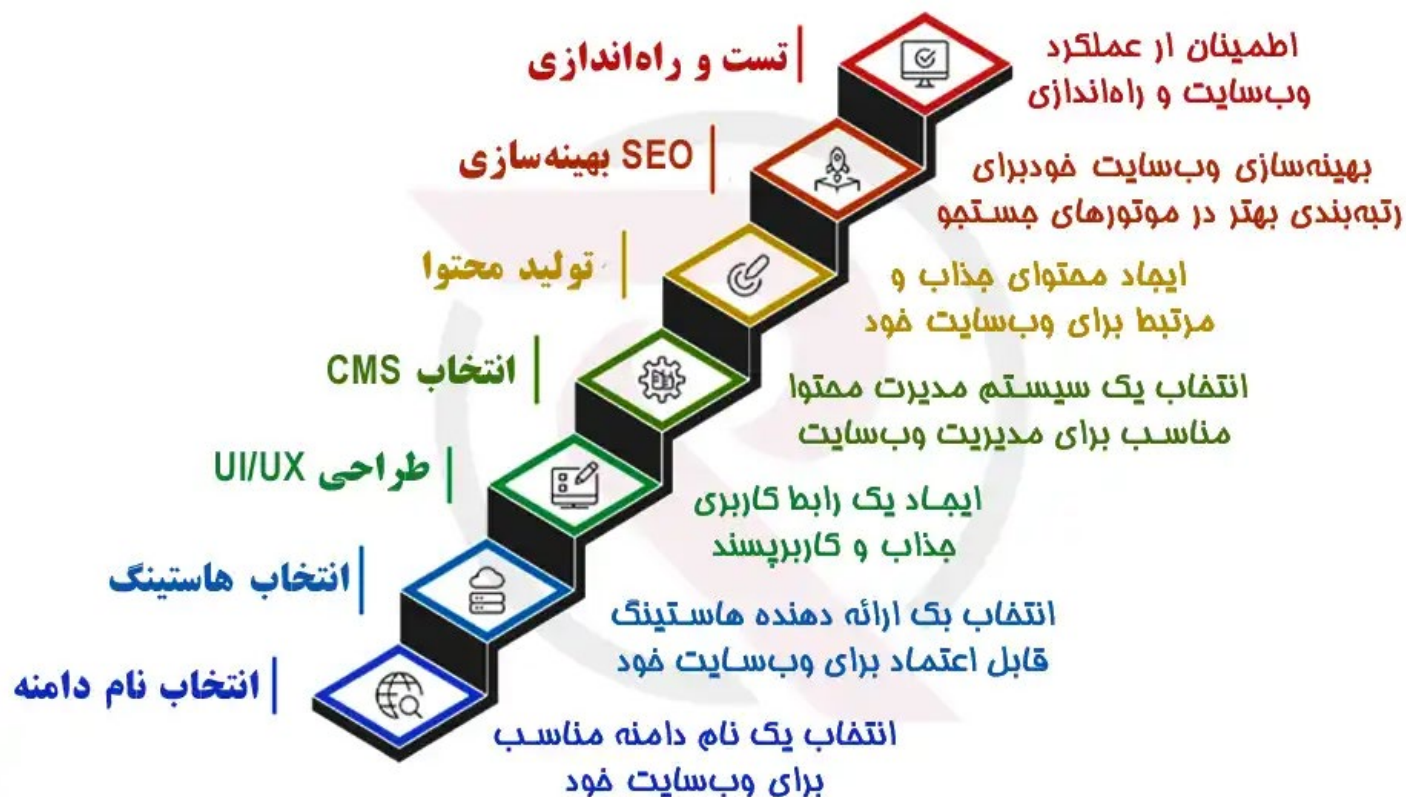 تست و راه‌اندازی
اطمینان ار عملکرد
وب‌سایت و راه‌اندازی
بهینه‌سازی SEO
بهینه‌سازی وب‌سایت خودبرای
رتبه‌بندی بهتر در موتورهای جستجو
تولید محتوا
ایجاد محتوای جذاب و
مرتبط برای وب‌سایت خود
انتخاب CMS
انتخاب یک سیستم مدیرت محتوا
مناسب برای مدیریت وب‌سایت
طراحی UI/UX
ایجاد یک رابط کاربری
جذاب و کاربرپسند
انتخاب هاستینگ
انتخاب بک ارائه دهنده هاستینگ
قابل اعتماد برای وب‌سایت خود
انتخاب نام دامنه
انتخاب یک نام دامنه مناسب
برای وب‌سایت خود